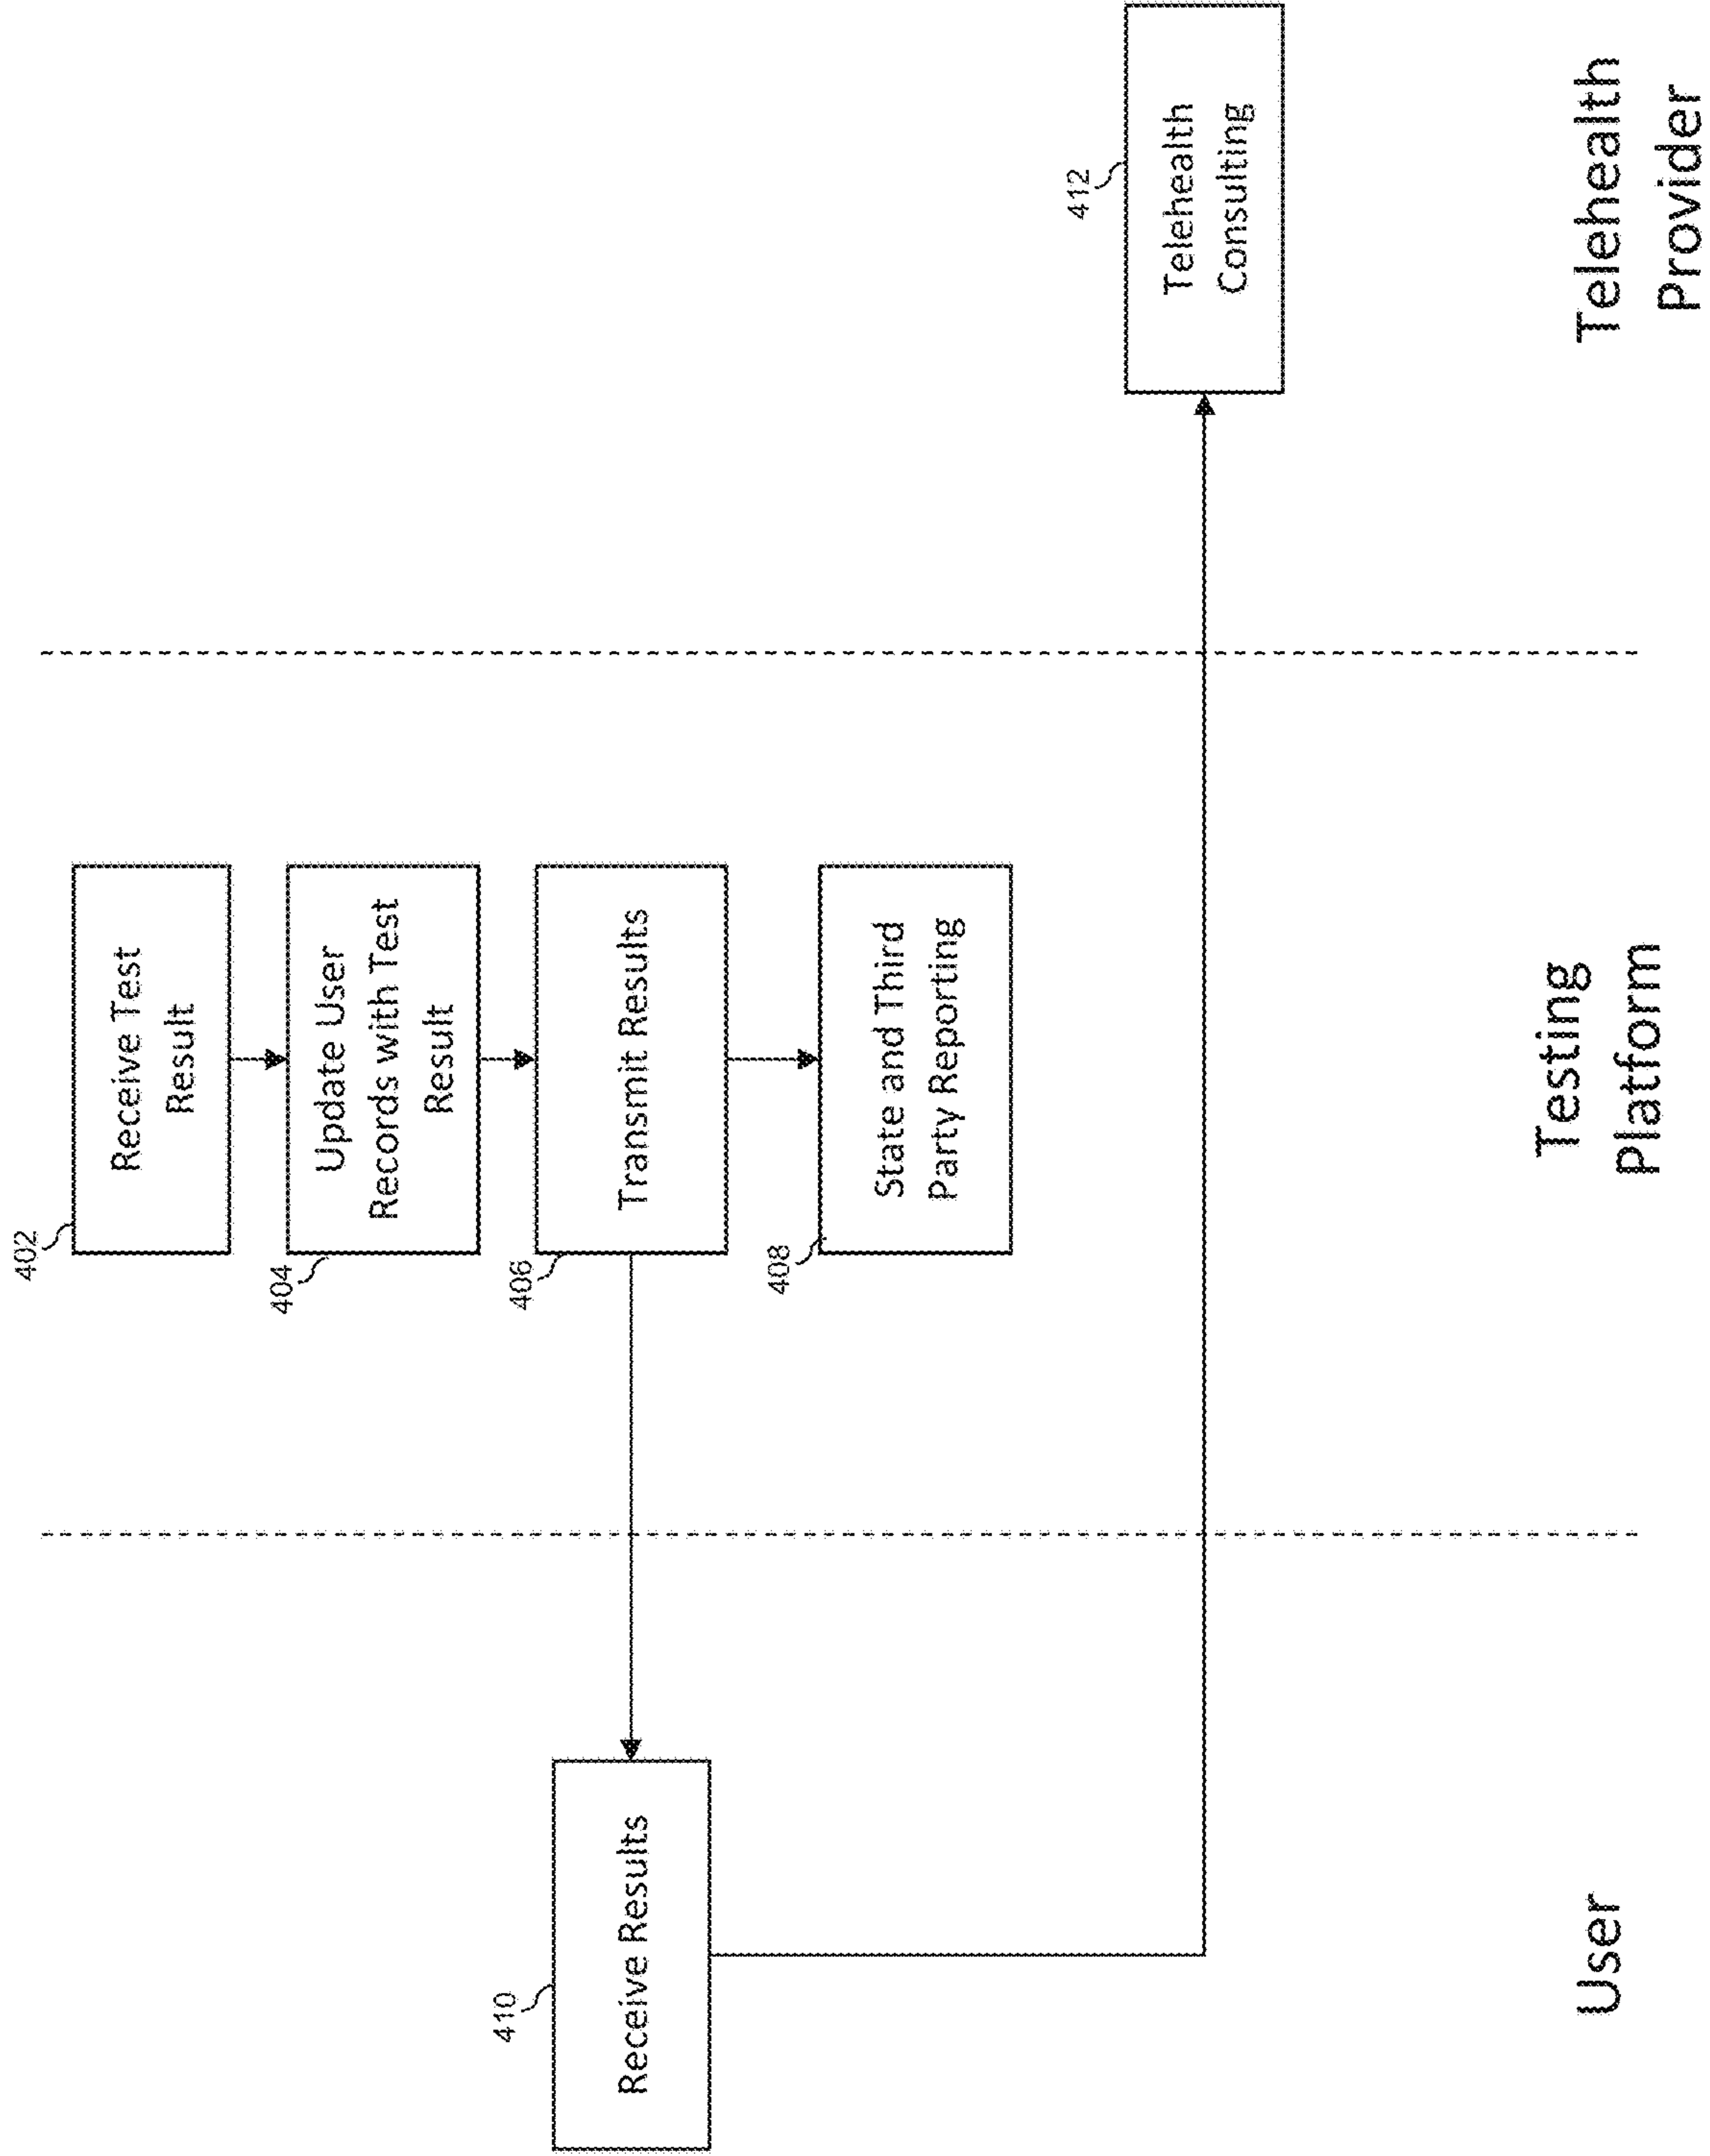 402
Receive Test
Result
404
Update User
Records with Test
Result
410
Receive Results
406
Transmit Results
408
State and Third
Party Reporting
412
Telehealth
Consulting
User
Testing
Platform
Telehealth
Provider